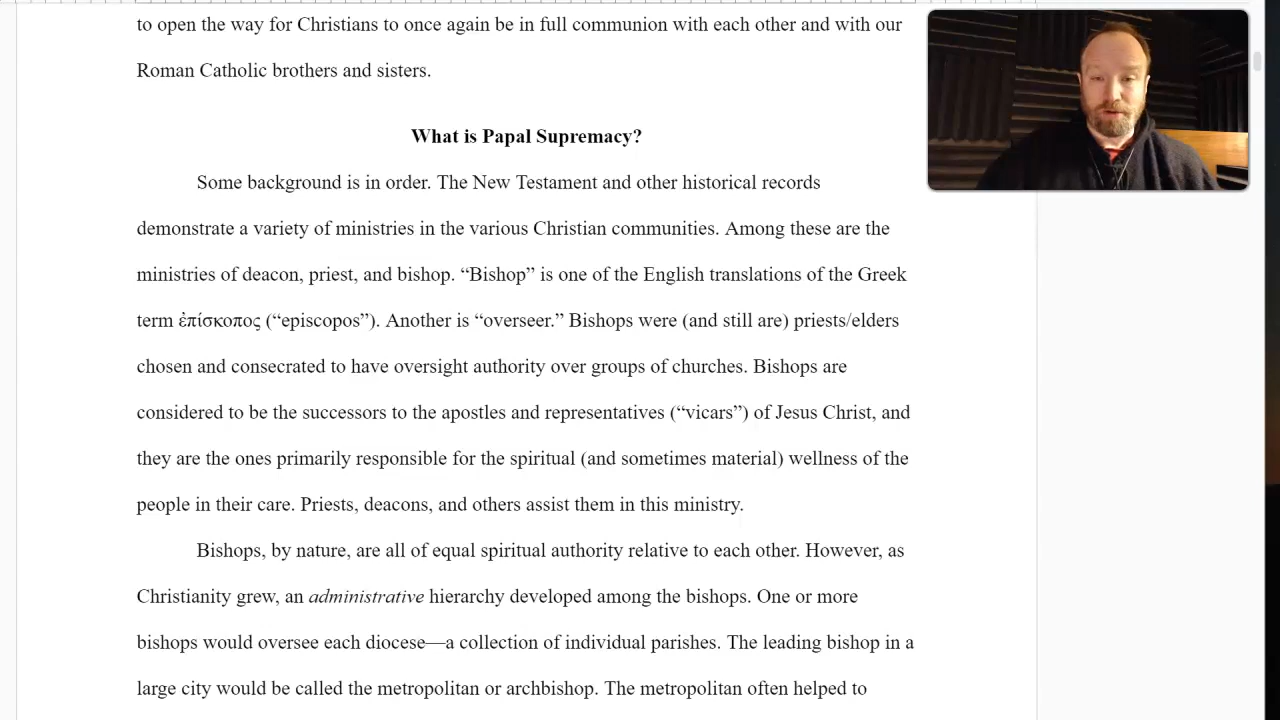 to open the way for Christians to once again be in full communion with each other and with our
Roman Catholic brothers and sisters.
What is Papal Supremacy?
Some background is in order. The New Testament and other historical records
demonstrate a variety of ministries in the various Christian communities. Among these are the
ministries of deacon, priest, and bishop. “Bishop” is one of the English translations of the Greek
term ἐπίσκοπος (“episcopos”). Another is “overseer.” Bishops were (and still are) priests/elders
chosen and consecrated to have oversight authority over groups of churches. Bishops are
considered to be the successors to the apostles and representatives (“vicars”) of Jesus Christ, and
they are the ones primarily responsible for the spiritual (and sometimes material) wellness of the
people in their care. Priests, deacons, and others assist them in this ministry.
Bishops, by nature, are all of equal spiritual authority relative to each other. However, as
Christianity grew, an administrative hierarchy developed among the bishops. One or more
bishops would oversee each diocese—a collection of individual parishes. The leading bishop in a
large city would be called the metropolitan or archbishop. The metropolitan often helped to